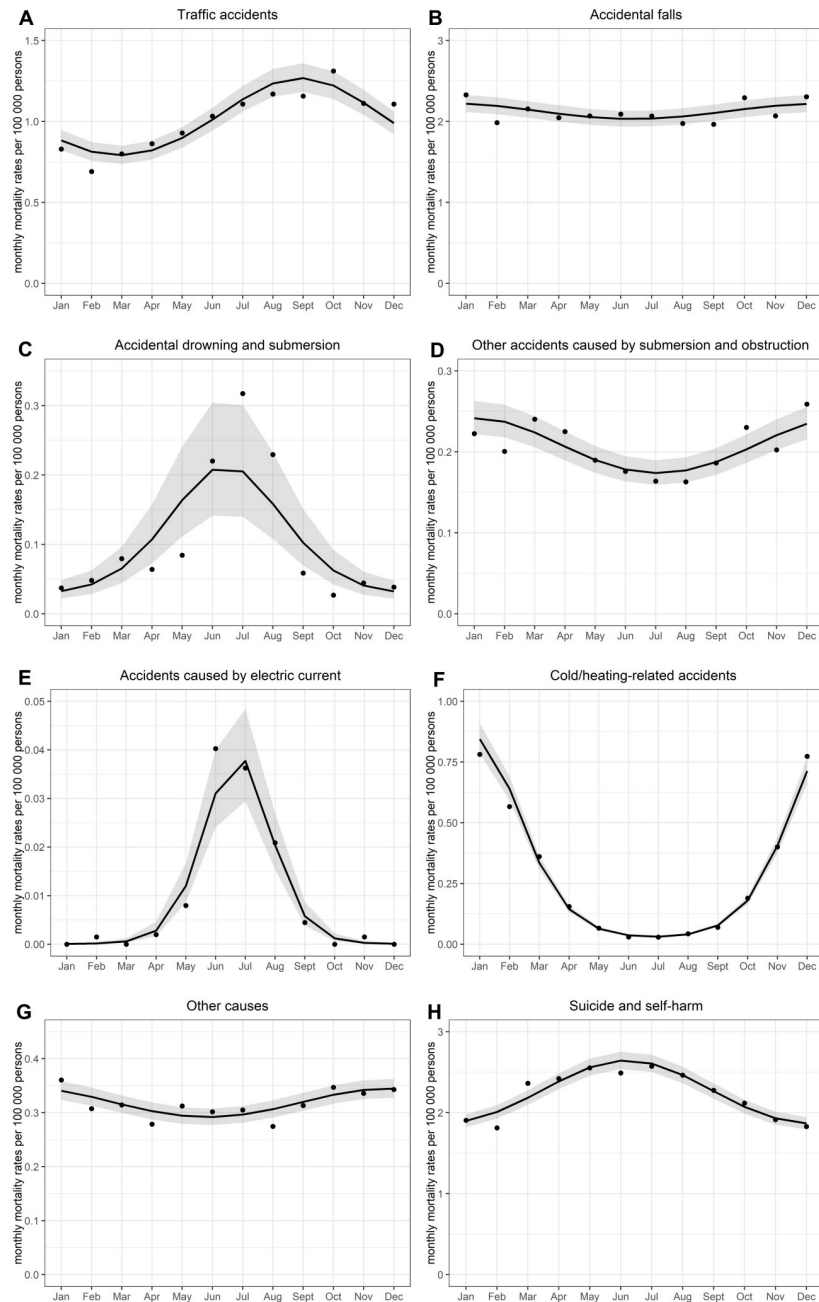 A
Traffic accidents
monthly mortality rates per 100 000 persons
1.5
1.0
0.5
0.0
Jan Feb Mar Apr May Jun Jul Aug Sept Oct Nov Dec
B
Accidental falls
monthly mortality rates per 100 000 persons
3
2
1
0
Jan Feb Mar Apr May Jun Jul Aug Sept Oct Nov Dec
C
Accidental drowning and submersion
monthly mortality rates per 100 000 persons
0.3
0.2
0.1
0.0
Jan Feb Mar Apr May Jun Jul Aug Sept Oct Nov Dec
D
Other accidents caused by submersion and obstruction
monthly mortality rates per 100 000 persons
0.3
0.2
0.1
0.0
Jan Feb Mar Apr May Jun Jul Aug Sept Oct Nov Dec
E
Accidents caused by electric current
monthly mortality rates per 100 000 persons
0.05
0.04
0.03
0.02
0.01
0.00
Jan Feb Mar Apr May Jun Jul Aug Sept Oct Nov Dec
F
Cold/heating-related accidents
monthly mortality rates per 100 000 persons
1.00
0.75
0.50
0.25
0.00
Jan Feb Mar Apr May Jun Jul Aug Sept Oct Nov Dec
G
Other causes
monthly mortality rates per 100 000 persons
0.4
0.3
0.2
0.1
0.0
Jan Feb Mar Apr May Jun Jul Aug Sept Oct Nov Dec
H
Suicide and self-harm
monthly mortality rates per 100 000 persons
3
2
1
0
Jan Feb Mar Apr May Jun Jul Aug Sept Oct Nov Dec